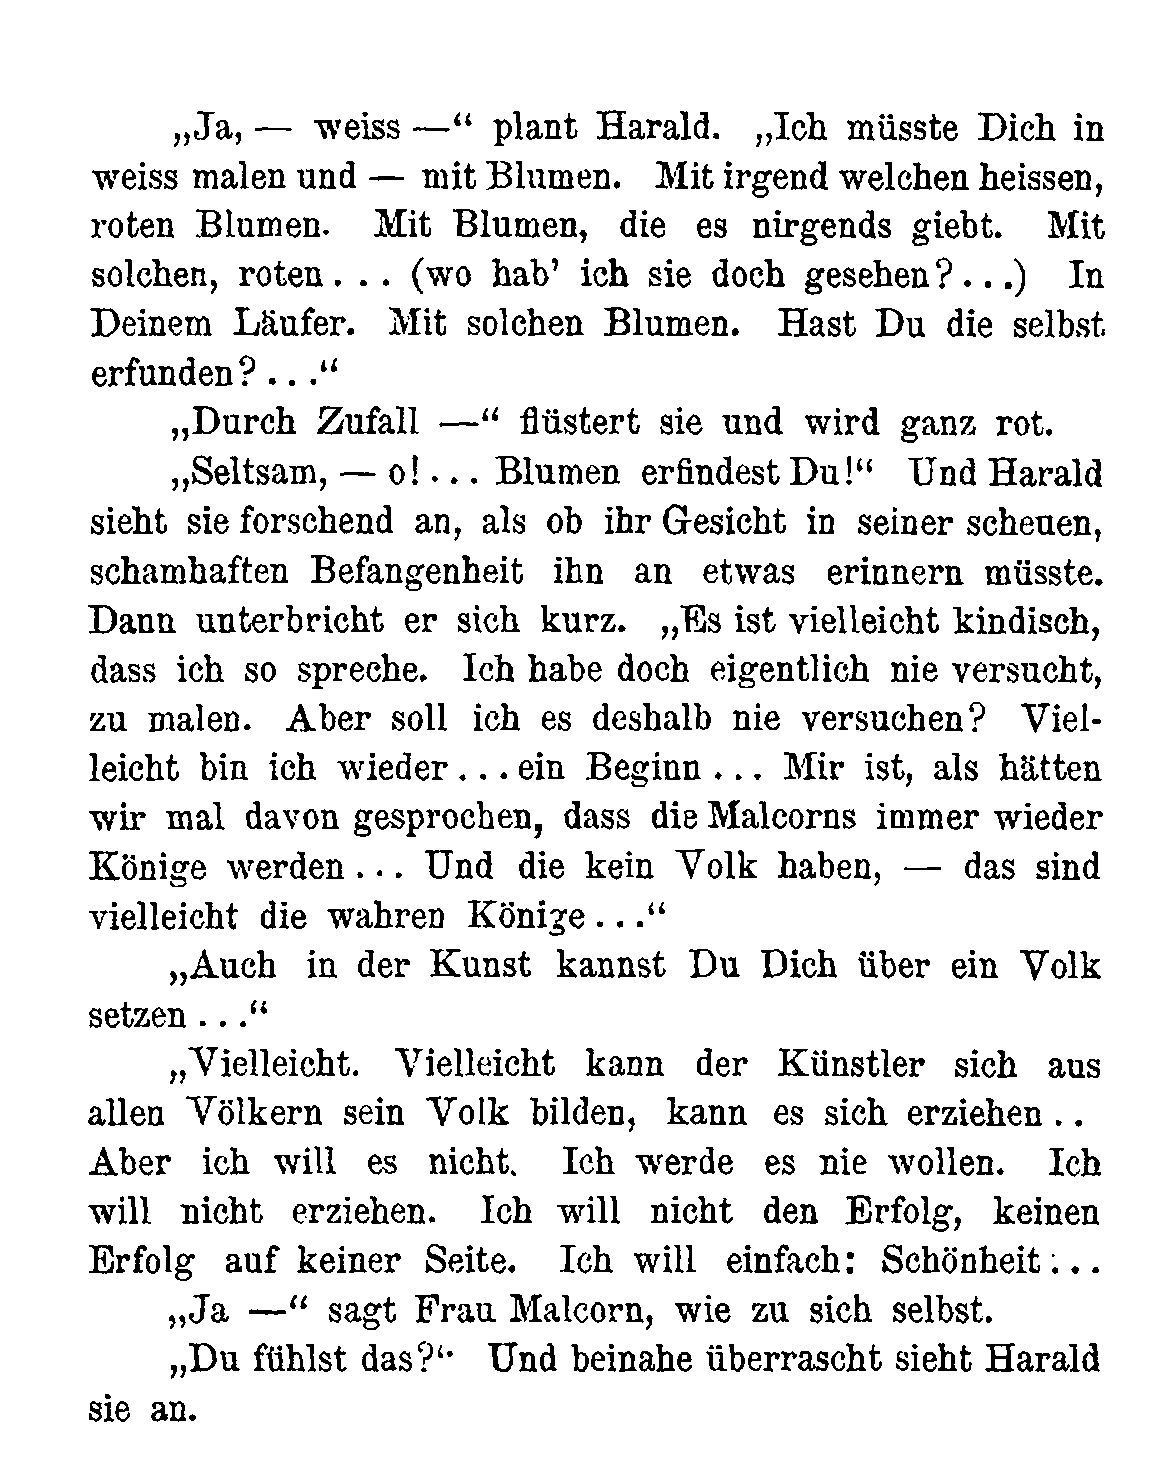 „Ja, — weiss —“ plant Harald. „Ich müsste Dich in
weiss malen und — mit Blumen. Mit irgend welchen heissen,
roten Blumen. Mit Blumen, die es nirgends giebt. Mit
solchen, roten . . . (wo hab’ ich sie doch gesehen? . . .) In
Deinem Läufer. Mit solchen Blumen. Hast Du die selbst
erfunden? . . .“
„Durch Zufall —“ flüstert sie und wird ganz rot.
„Seltsam, — o! . . . Blumen erfindest Du!“ Und Harald
sieht sie forschend an, als ob ihr Gesicht in seiner scheuen,
schamhaften Befangenheit ihn an etwas erinnern müsste.
Dann unterbricht er sich kurz. „Es ist vielleicht kindisch,
dass ich so spreche. Ich habe doch eigentlich nie versucht,
zu malen. Aber soll ich es deshalb nie versuchen? Viel-
leicht bin ich wieder . . . ein Beginn . . . Mir ist, als hätten
wir mal davon gesprochen, dass die Malcorns immer wieder
Könige werden . . . Und die kein Volk haben, — das sind
vielleicht die wahren Könige . . .“
„Auch in der Kunst kannst Du Dich über ein Volk
setzen . . .“
„Vielleicht. Vielleicht kann der Künstler sich aus
allen Völkern sein Volk bilden, kann es sich erziehen . .
Aber ich will es nicht. Ich werde es nie wollen. Ich
will nicht erziehen. Ich will nicht den Erfolg, keinen
Erfolg auf keiner Seite. Ich will einfach: Schönheit . . .
„Ja —“ sagt Frau Malcorn, wie zu sich selbst.
„Du fühlst das?“ Und beinahe überrascht sieht Harald
sie an.